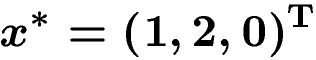 x* = (1, 2, 0)ᵀ